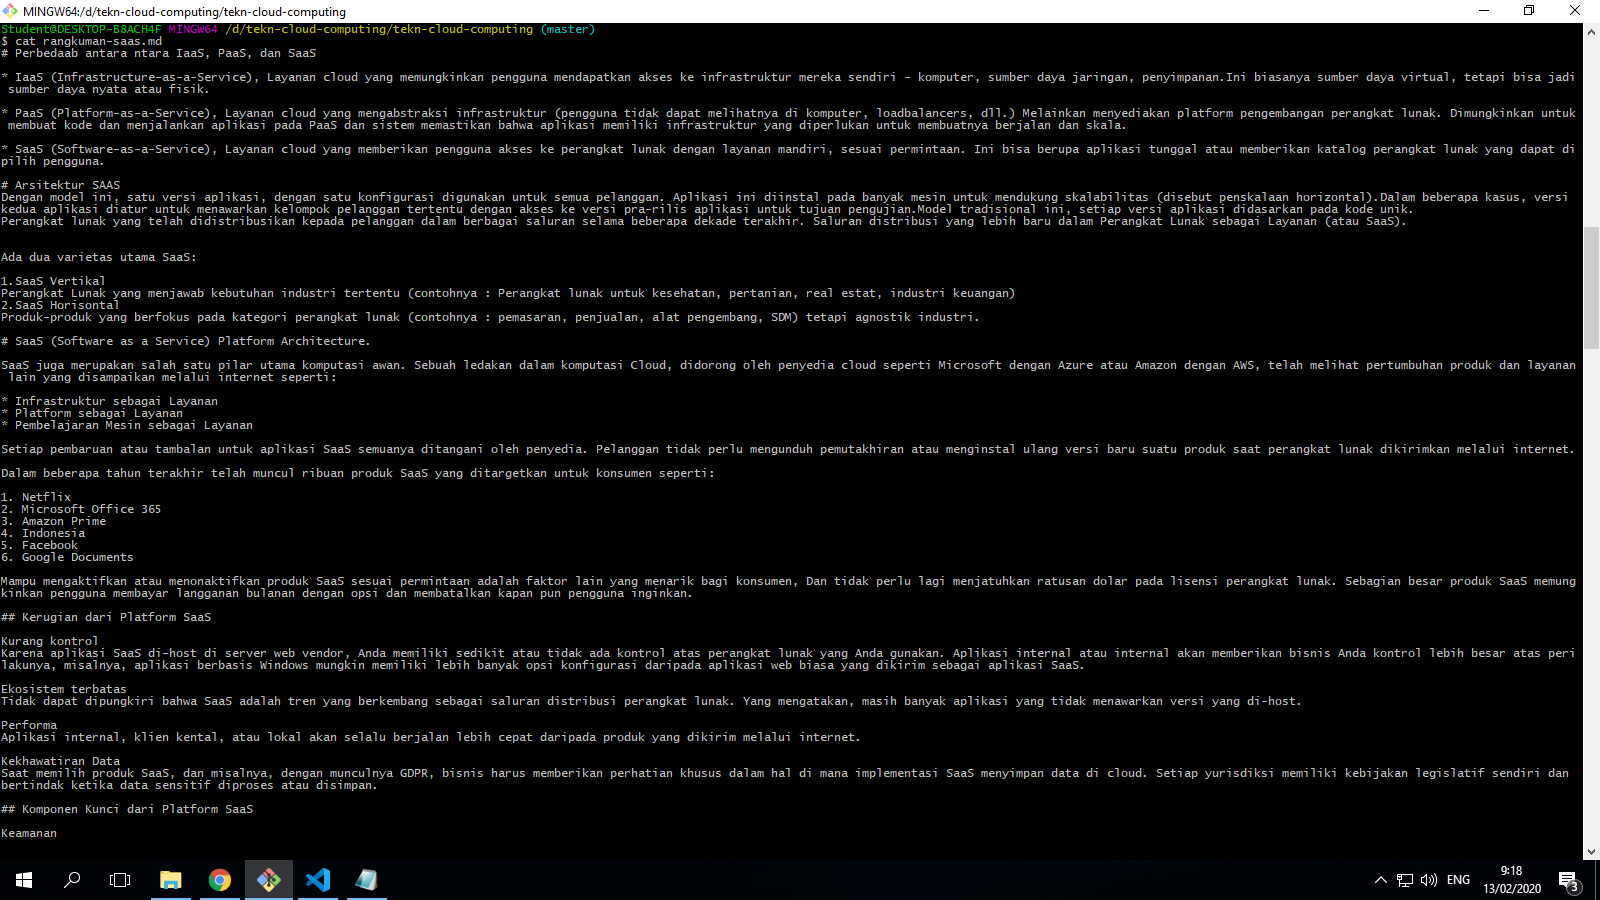 MINGW64:/d/tekn-cloud-computing/tekn-cloud-computing
Student@DESKTOP-B8ACH4F MINGW64 /d/tekn-cloud-computing/tekn-cloud-computing (master)
$ cat rangkuman-saas.md
# Perbedaab antara ntara IaaS, PaaS, dan SaaS
* IaaS (Infrastructure-as-a-Service), Layanan cloud yang memungkinkan pengguna mendapatkan akses ke infrastruktur mereka sendiri - komputer, sumber daya jaringan, penyimpanan.Ini biasanya sumber daya virtual, tetapi bisa jadi
 sumber daya nyata atau fisik.
* PaaS (Platform-as-a-Service), Layanan cloud yang mengabstraksi infrastruktur (pengguna tidak dapat melihatnya di komputer, loadbalancers, dll.) Melainkan menyediakan platform pengembangan perangkat lunak. Dimungkinkan untuk
 membuat kode dan menjalankan aplikasi pada PaaS dan sistem memastikan bahwa aplikasi memiliki infrastruktur yang diperlukan untuk membuatnya berjalan dan skala.
* SaaS (Software-as-a-Service), Layanan cloud yang memberikan pengguna akses ke perangkat lunak dengan layanan mandiri, sesuai permintaan. Ini bisa berupa aplikasi tunggal atau memberikan katalog perangkat lunak yang dapat di
pilih pengguna.
# Arsitektur SAAS
Dengan model ini, satu versi aplikasi, dengan satu konfigurasi digunakan untuk semua pelanggan. Aplikasi ini diinstal pada banyak mesin untuk mendukung skalabilitas (disebut penskalaan horizontal).Dalam beberapa kasus, versi
kedua aplikasi diatur untuk menawarkan kelompok pelanggan tertentu dengan akses ke versi pra-rilis aplikasi untuk tujuan pengujian.Model tradisional ini, setiap versi aplikasi didasarkan pada kode unik.
Perangkat lunak yang telah didistribusikan kepada pelanggan dalam berbagai saluran selama beberapa dekade terakhir. Saluran distribusi yang lebih baru dalam Perangkat Lunak sebagai Layanan (atau SaaS).
Ada dua varietas utama SaaS:
1.SaaS Vertikal
Perangkat Lunak yang menjawab kebutuhan industri tertentu (contohnya : Perangkat lunak untuk kesehatan, pertanian, real estat, industri keuangan)
2.SaaS Horisontal
Produk-produk yang berfokus pada kategori perangkat lunak (contohnya : pemasaran, penjualan, alat pengembang, SDM) tetapi agnostik industri.
# SaaS (Software as a Service) Platform Architecture.
SaaS juga merupakan salah satu pilar utama komputasi awan. Sebuah ledakan dalam komputasi Cloud, didorong oleh penyedia cloud seperti Microsoft dengan Azure atau Amazon dengan AWS, telah melihat pertumbuhan produk dan layanan
 lain yang disampaikan melalui internet seperti:
* Infrastruktur sebagai Layanan
* Platform sebagai Layanan
* Pembelajaran Mesin sebagai Layanan
Setiap pembaruan atau tambalan untuk aplikasi SaaS semuanya ditangani oleh penyedia. Pelanggan tidak perlu mengunduh pemutakhiran atau menginstal ulang versi baru suatu produk saat perangkat lunak dikirimkan melalui internet.
Dalam beberapa tahun terakhir telah muncul ribuan produk SaaS yang ditargetkan untuk konsumen seperti:
1. Netflix
2. Microsoft Office 365
3. Amazon Prime
4. Indonesia
5. Facebook
6. Google Documents
Mampu mengaktifkan atau menonaktifkan produk SaaS sesuai permintaan adalah faktor lain yang menarik bagi konsumen, Dan tidak perlu lagi menjatuhkan ratusan dolar pada lisensi perangkat lunak. Sebagian besar produk SaaS memung
kinkan pengguna membayar langganan bulanan dengan opsi dan membatalkan kapan pun pengguna inginkan.
## Kerugian dari Platform SaaS
Kurang kontrol
Karena aplikasi SaaS di-host di server web vendor, Anda memiliki sedikit atau tidak ada kontrol atas perangkat lunak yang Anda gunakan. Aplikasi internal atau internal akan memberikan bisnis Anda kontrol lebih besar atas peri
lakunya, misalnya, aplikasi berbasis Windows mungkin memiliki lebih banyak opsi konfigurasi daripada aplikasi web biasa yang dikirim sebagai aplikasi SaaS.
Ekosistem terbatas
Tidak dapat dipungkiri bahwa SaaS adalah tren yang berkembang sebagai saluran distribusi perangkat lunak. Yang mengatakan, masih banyak aplikasi yang tidak menawarkan versi yang di-host.
Performa
Aplikasi internal, klien kental, atau lokal akan selalu berjalan lebih cepat daripada produk yang dikirim melalui internet.
Kekhawatiran Data
Saat memilih produk SaaS, dan misalnya, dengan munculnya GDPR, bisnis harus memberikan perhatian khusus dalam hal di mana implementasi SaaS menyimpan data di cloud. Setiap yurisdiksi memiliki kebijakan legislatif sendiri dan
bertindak ketika data sensitif diproses atau disimpan.
## Komponen Kunci dari Platform SaaS
Keamanan
ENG
9:18
13/02/2020
3